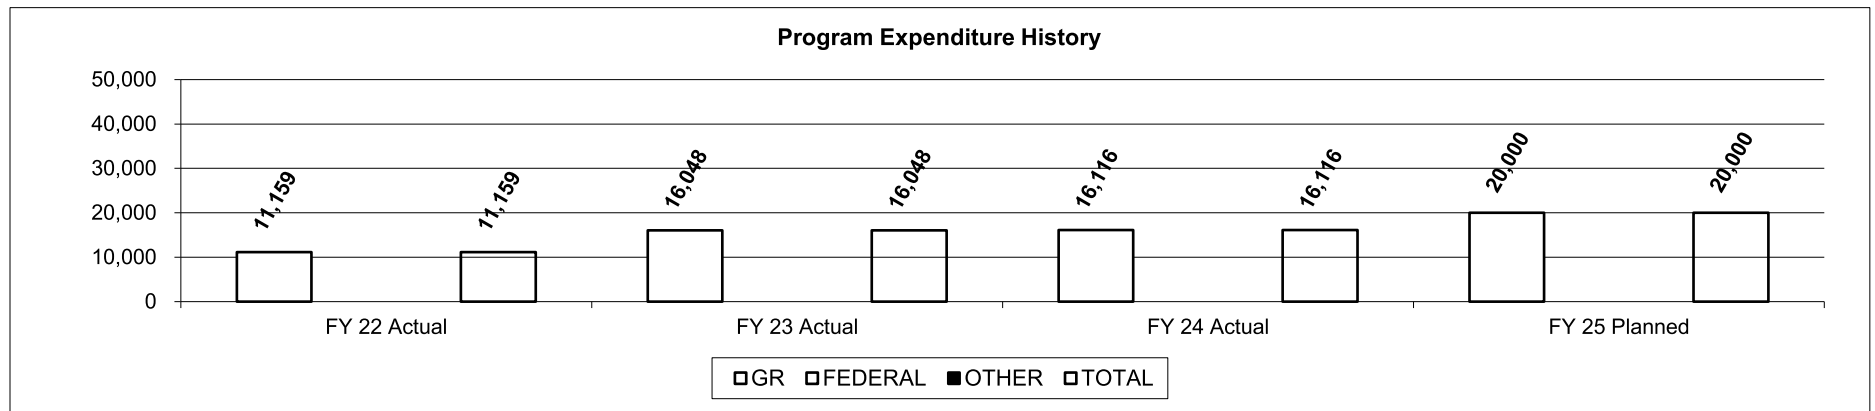 Program Expenditure History
50,000
40,000
30,000
20,000
10,000
0
11,159
11,159
16,048
16,048
16,116
16,116
20,000
20,000
FY 22 Actual
FY 23 Actual
FY 24 Actual
FY 25 Planned
GR FEDERAL OTHER TOTAL